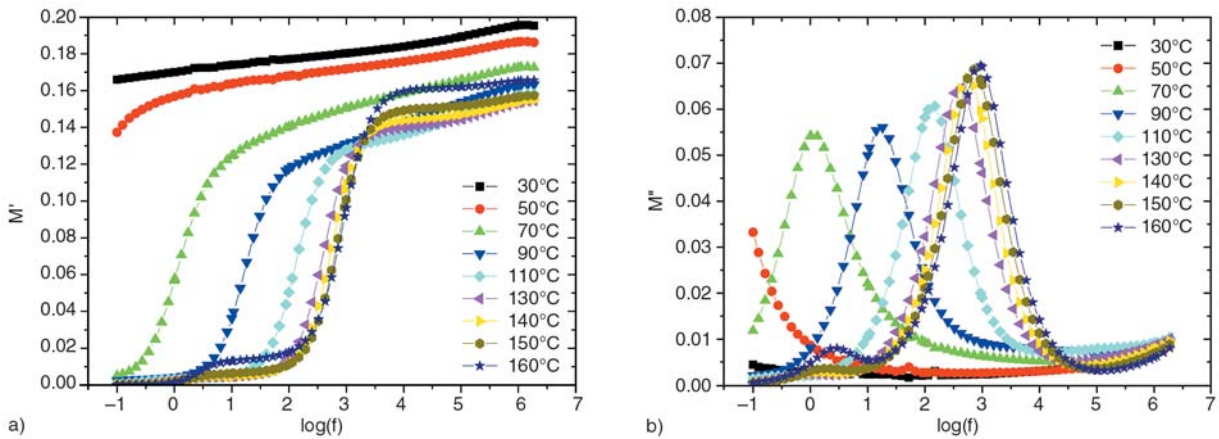 0.20
0.18
0.16
0.14
0.12
0.10
0.08
0.06
0.04
0.02
0.00
M'
–1 0 1 2 3 4 5 6 7
log(f)
a)
30°C
50°C
70°C
90°C
110°C
130°C
140°C
150°C
160°C
0.08
0.07
0.06
0.05
0.04
0.03
0.02
0.01
0.00
M"
–1 0 1 2 3 4 5 6 7
log(f)
b)
30°C
50°C
70°C
90°C
110°C
130°C
140°C
150°C
160°C